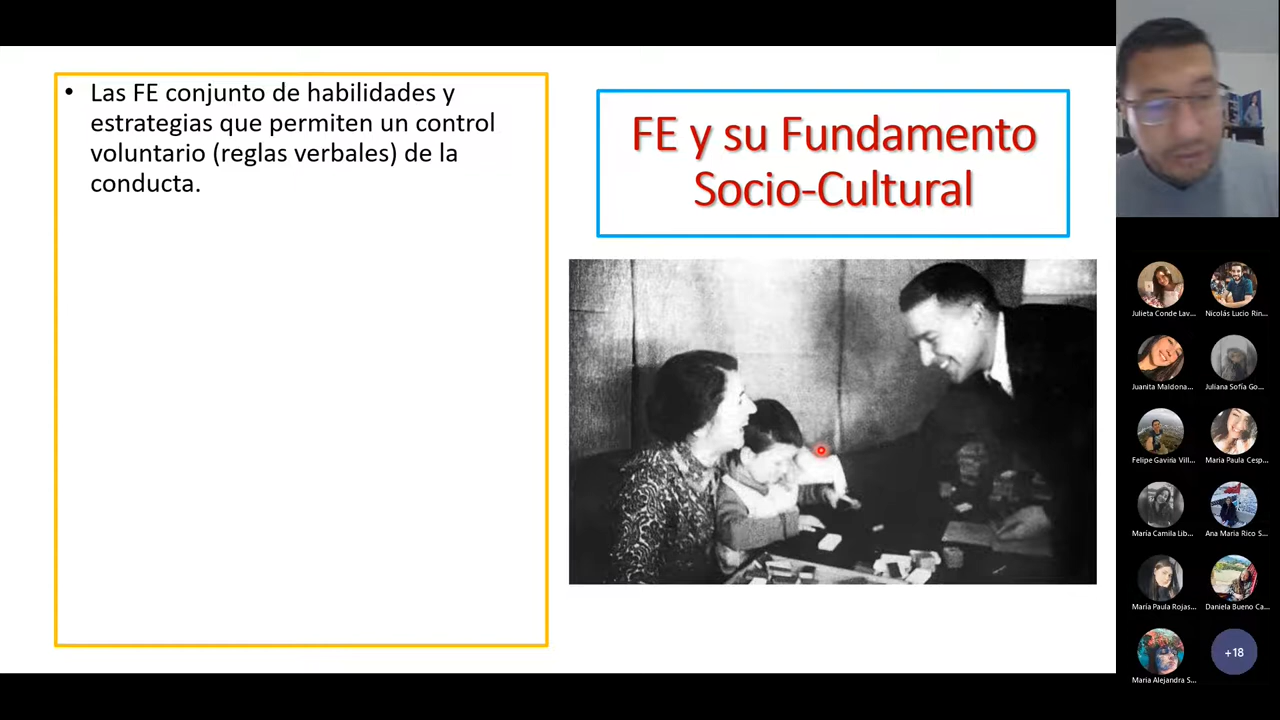 • Las FE conjunto de habilidades y
estrategias que permiten un control
voluntario (reglas verbales) de la
conducta.
FE y su Fundamento
Socio-Cultural
Julieta Conde Lav...
Nicolás Lucio Rin...
Juanita Maldona...
Juliana Sofía Go...
Felipe Gaviria Vill...
Maria Paula Cesp...
María Camila Lib...
Ana Maria Rico S...
María Paula Rojas...
Daniela Bueno Ca...
Maria Alejandra S...
+18